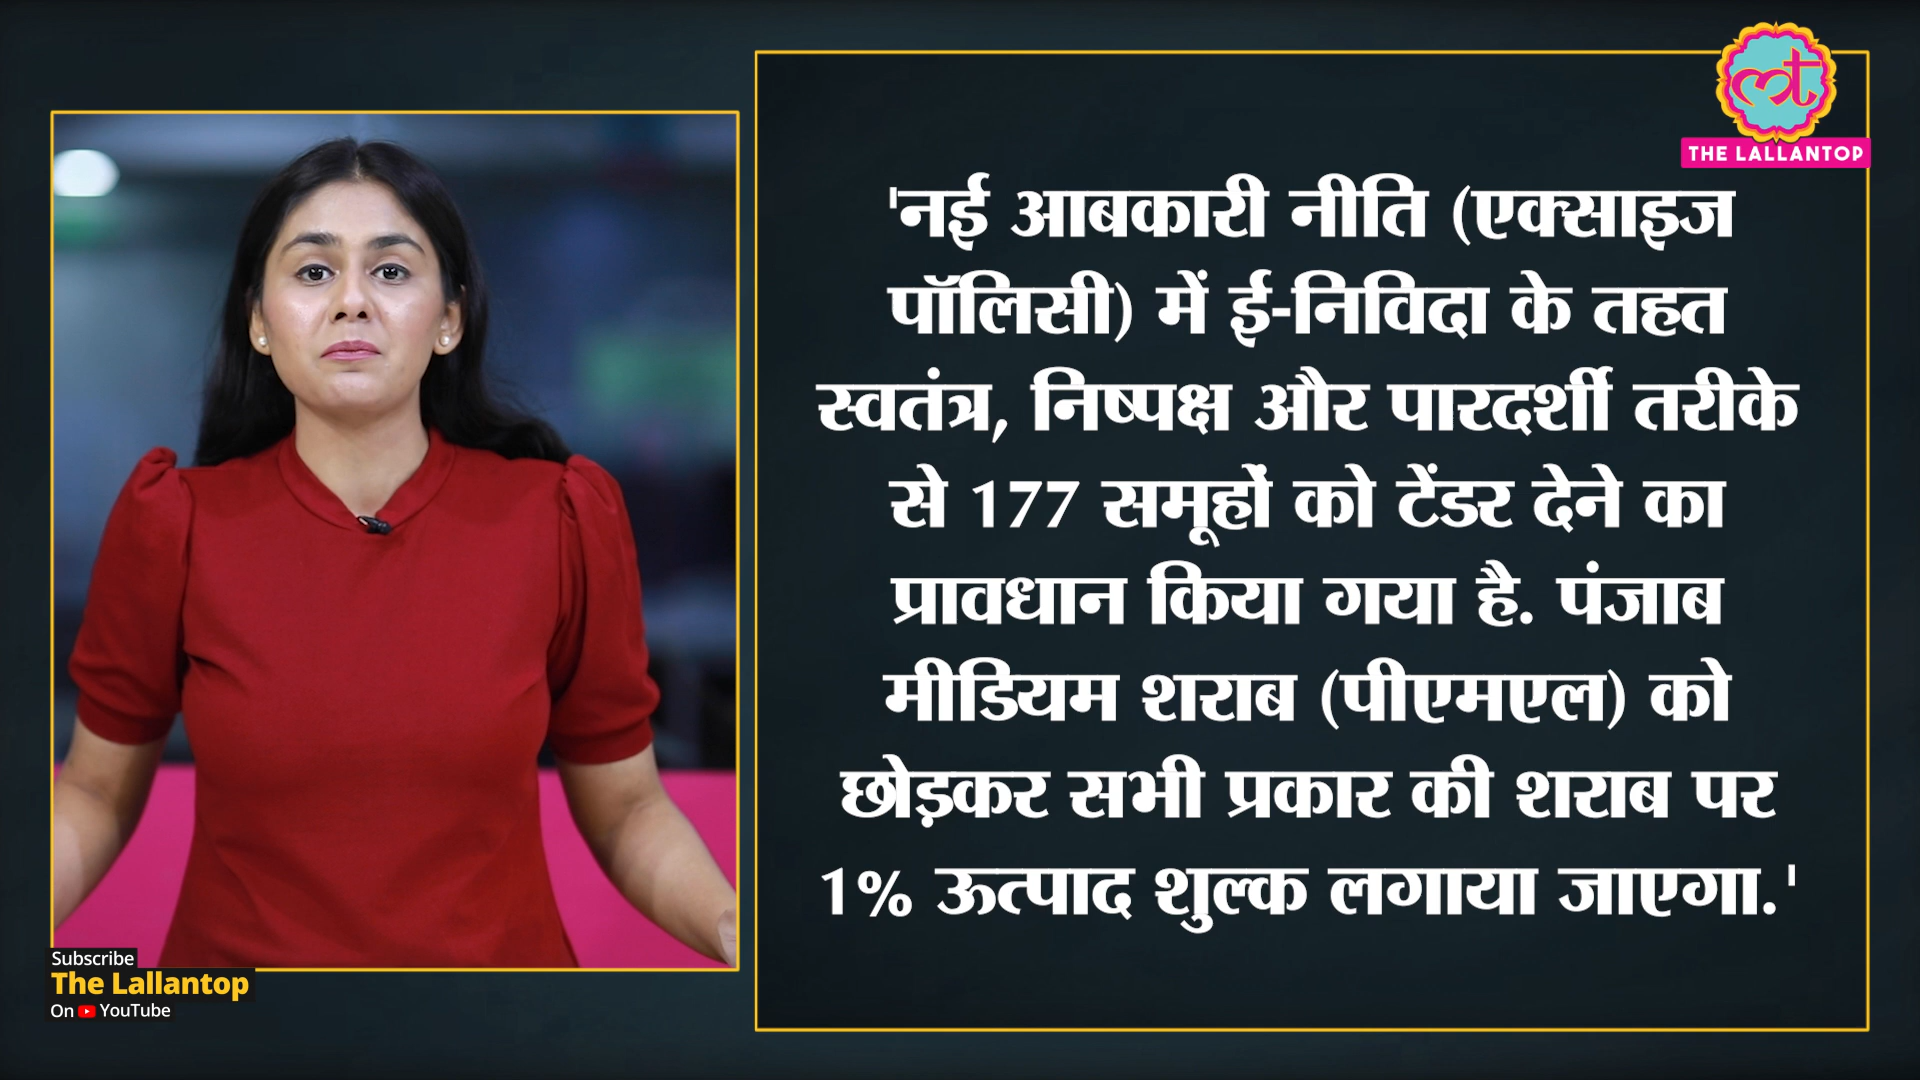 THE LALLANTOP
'नई आबकारी नीति (एक्साइज
पॉलिसी) में ई-निविदा के तहत
स्वतंत्र, निष्पक्ष और पारदर्शी तरीके
से 177 समूहों को टेंडर देने का
प्रावधान किया गया है. पंजाब
मीडियम शराब (पीएमएल) को
छोड़कर सभी प्रकार की शराब पर
1% ऊत्पाद शुल्क लगाया जाएगा.'
Subscribe
The Lallantop
On YouTube